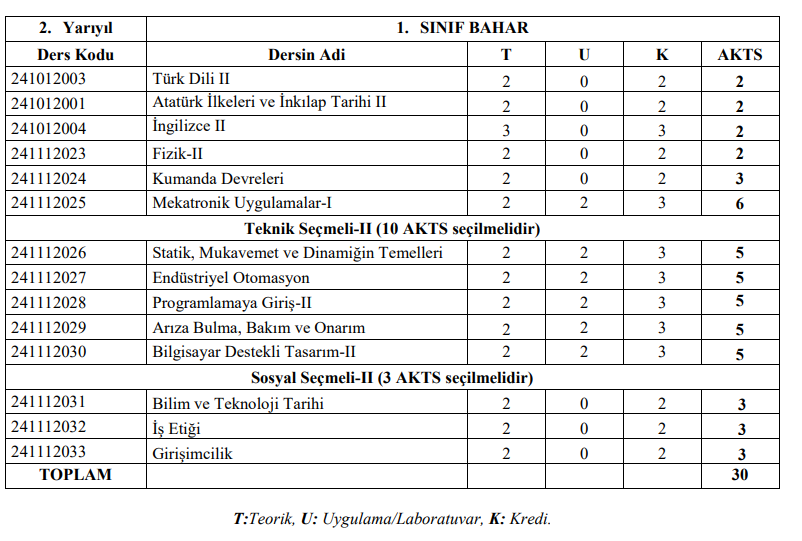 2. Yarıyıl 1. SINIF BAHAR
Ders Kodu Dersin Adi T U K AKTS
241012003 Türk Dili II 2 0 2 2
241012001 Atatürk İlkeleri ve İnkılap Tarihi II 2 0 2 2
241012004 İngilizce II 3 0 3 2
241112023 Fizik-II 2 0 2 2
241112024 Kumanda Devreleri 2 0 2 3
241112025 Mekatronik Uygulamalar-I 2 2 3 6
Teknik Seçmeli-II (10 AKTS seçilmelidir)
241112026 Statik, Mukavemet ve Dinamiğin Temelleri 2 2 3 5
241112027 Endüstriyel Otomasyon 2 2 3 5
241112028 Programlamaya Giriş-II 2 2 3 5
241112029 Arıza Bulma, Bakım ve Onarım 2 2 3 5
241112030 Bilgisayar Destekli Tasarım-II 2 2 3 5
Sosyal Seçmeli-II (3 AKTS seçilmelidir)
241112031 Bilim ve Teknoloji Tarihi 2 0 2 3
241112032 İş Etiği 2 0 2 3
241112033 Girişimcilik 2 0 2 3
TOPLAM 30
T:Teorik, U: Uygulama/Laboratuvar, K: Kredi.